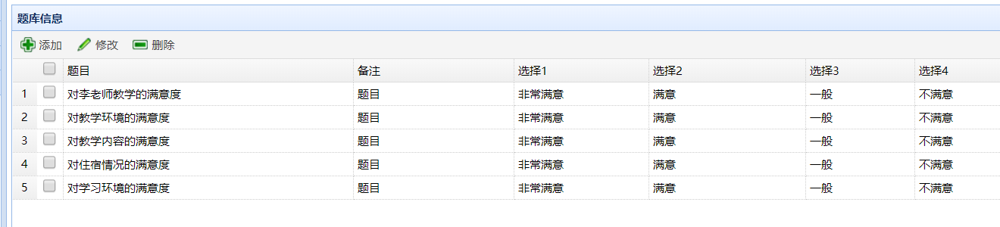 题库信息
添加 修改 删除
题目 备注 选择1 选择2 选择3 选择4
1 对李老师教学的满意度 题目 非常满意 满意 一般 不满意
2 对教学环境的满意度 题目 非常满意 满意 一般 不满意
3 对教学内容的满意度 题目 非常满意 满意 一般 不满意
4 对住宿情况的满意度 题目 非常满意 满意 一般 不满意
5 对学习环境的满意度 题目 非常满意 满意 一般 不满意